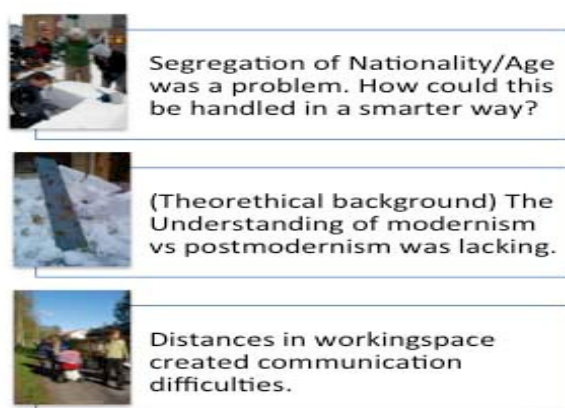 Segregation of Nationality/Age
was a problem. How could this
be handled in a smarter way?
(Theorethical background) The
Understanding of modernism
vs postmodernism was lacking.
Distances in workingspace
created communication
difficulties.